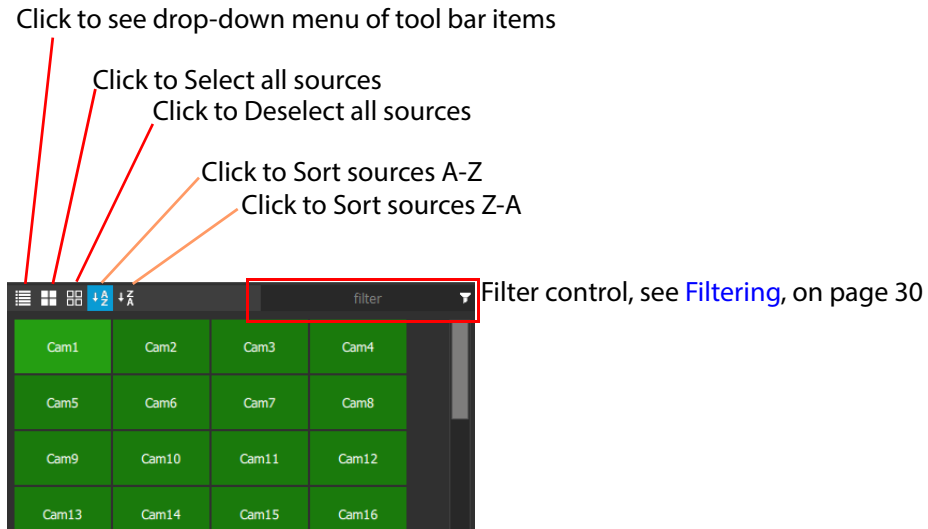 Click to see drop-down menu of tool bar items
Click to Select all sources
Click to Deselect all sources
Click to Sort sources A-Z
Click to Sort sources Z-A
filter
Filter control, see Filtering, on page 30
Cam1 Cam2 Cam3 Cam4
Cam5 Cam6 Cam7 Cam8
Cam9 Cam10 Cam11 Cam12
Cam13 Cam14 Cam15 Cam16